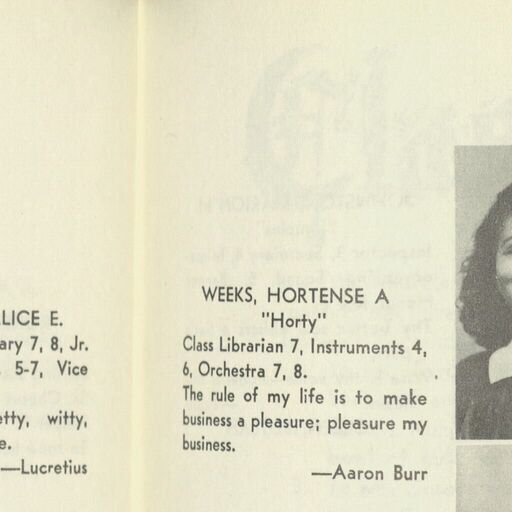 LICE E.
ary 7, 8, Jr.
5-7, Vice
etty, witty,
e.
—Lucretius
WEEKS, HORTENSE A
"Horty"
Class Librarian 7, Instruments 4,
6, Orchestra 7, 8.
The rule of my life is to make
business a pleasure; pleasure my
business.
—Aaron Burr